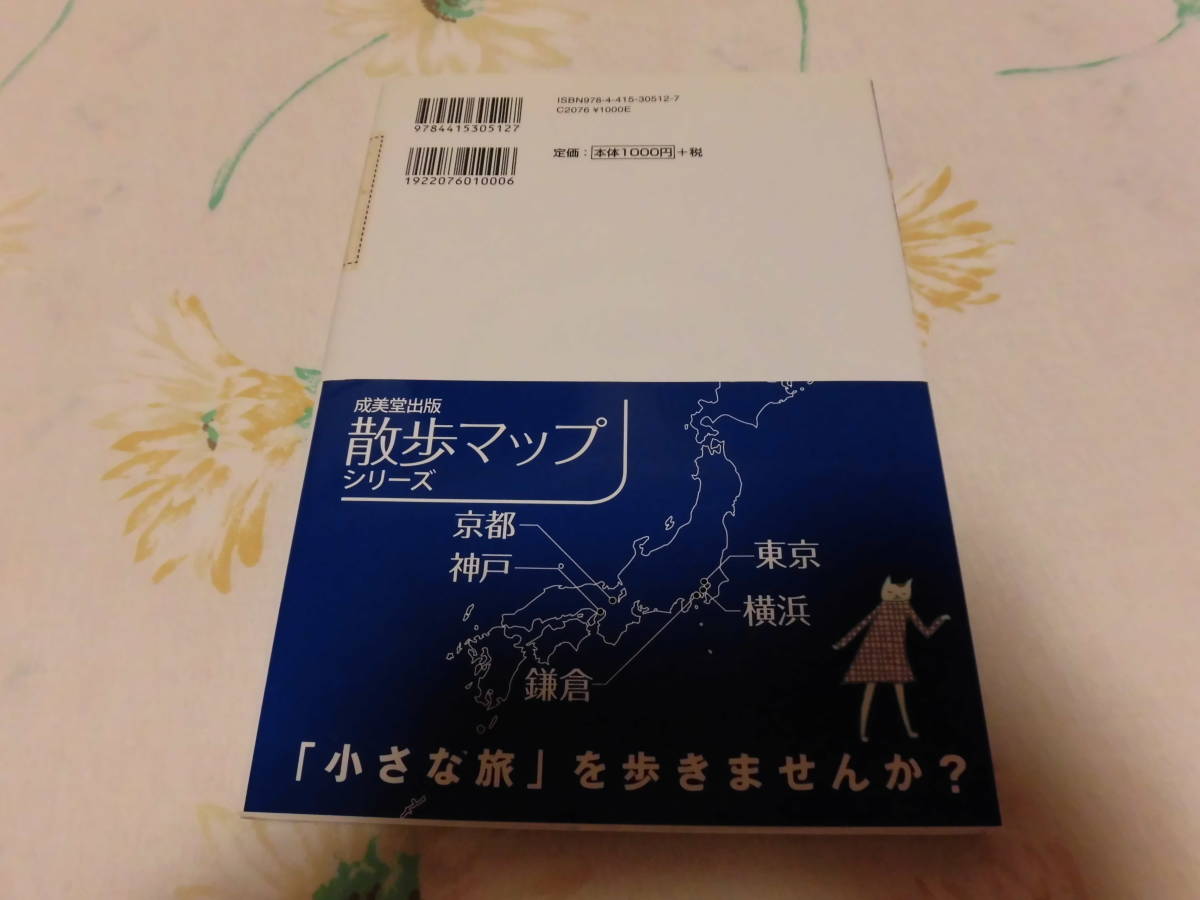 9784415305127
ISBN978-4-415-30512-7
C2076 ¥1000E
1922076010006
定価：本体1000円＋税
成美堂出版
散歩マップ
シリーズ
京都
神戸
東京
横浜
鎌倉
「小さな旅」を歩きませんか？